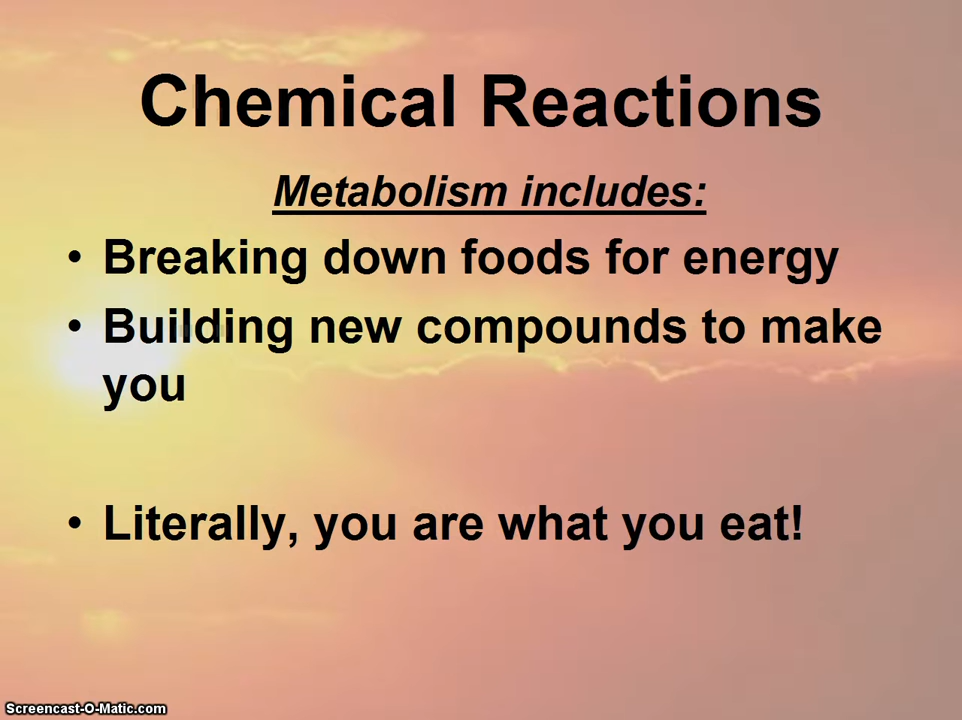 Chemical Reactions
Metabolism includes:
• Breaking down foods for energy
• Building new compounds to make
you
• Literally, you are what you eat!
Screencast-O-Matic.com